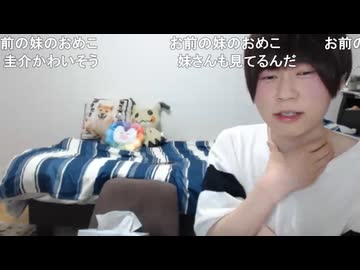 前の妹のおめこ
お前の妹のおめこ
お前の
圭介かわいそう
妹さんも見てるんだ